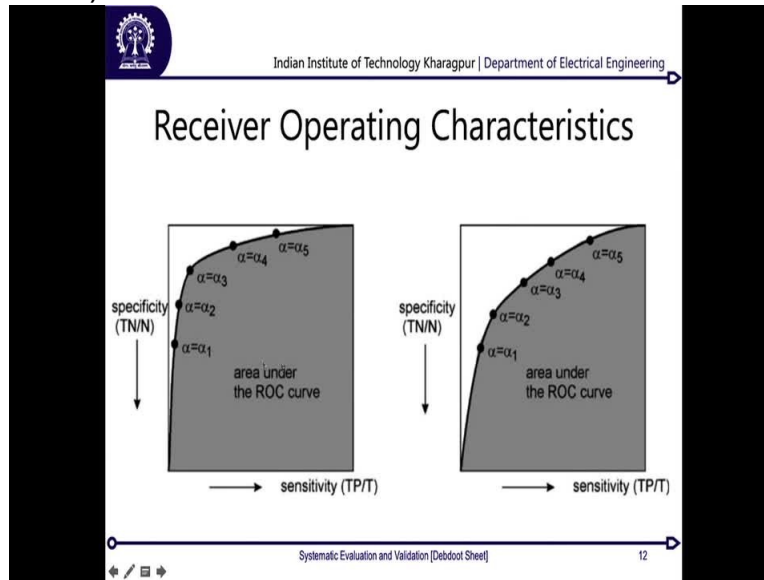 Indian Institute of Technology Kharagpur | Department of Electrical Engineering
Receiver Operating Characteristics
specificity
(TN/N)
α=α5
α=α4
α=α3
α=α2
α=α1
area under
the ROC curve
sensitivity (TP/T)
specificity
(TN/N)
α=α5
α=α4
α=α3
α=α2
α=α1
area under
the ROC curve
sensitivity (TP/T)
Systematic Evaluation and Validation [Debdoot Sheet]
12